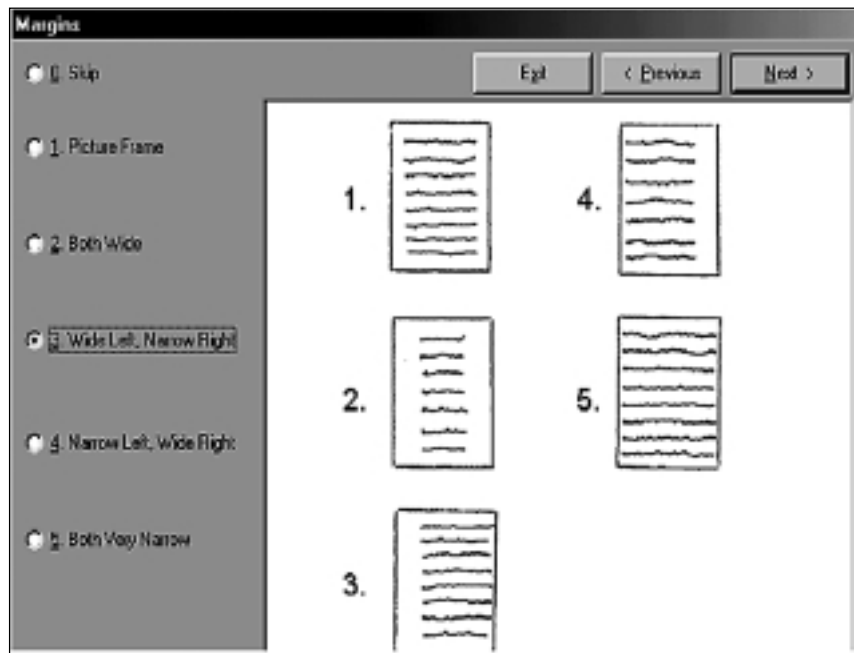 Margins
0. Skip
Exit
< Previous
Next >
1. Picture Frame
2. Both Wide
3. Wide Left, Narrow Right
4. Narrow Left, Wide Right
5. Both Very Narrow
1.
4.
2.
5.
3.